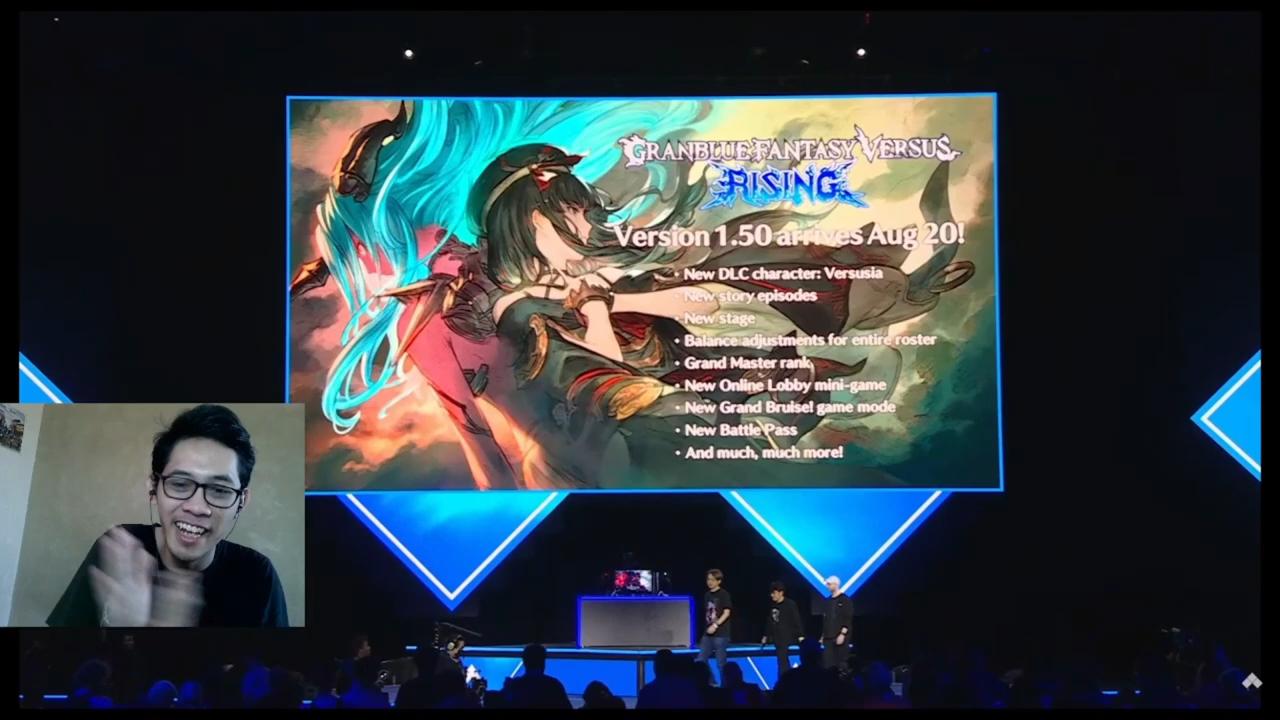 GRANBLUE FANTASY VERSUS
RISING
Version 1.50 arrives Aug 20!
• New DLC character: Versusia
• New story episodes
• New stage
• Balance adjustments for entire roster
• Grand Master rank
• New Online Lobby mini-game
• New Grand Bruise! game mode
• New Battle Pass
• And much, much more!